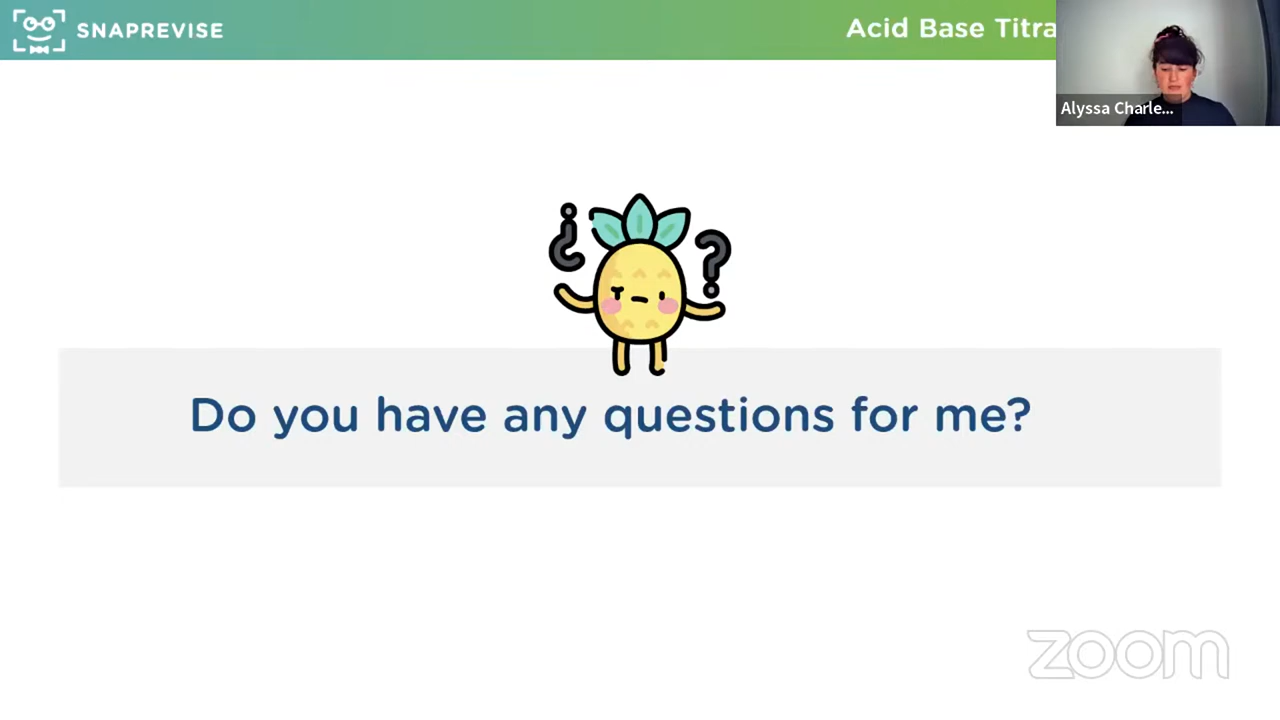 SNAPREVISE
Acid Base Titra
Alyssa Charle...
¿ ?
Do you have any questions for me?
zoom